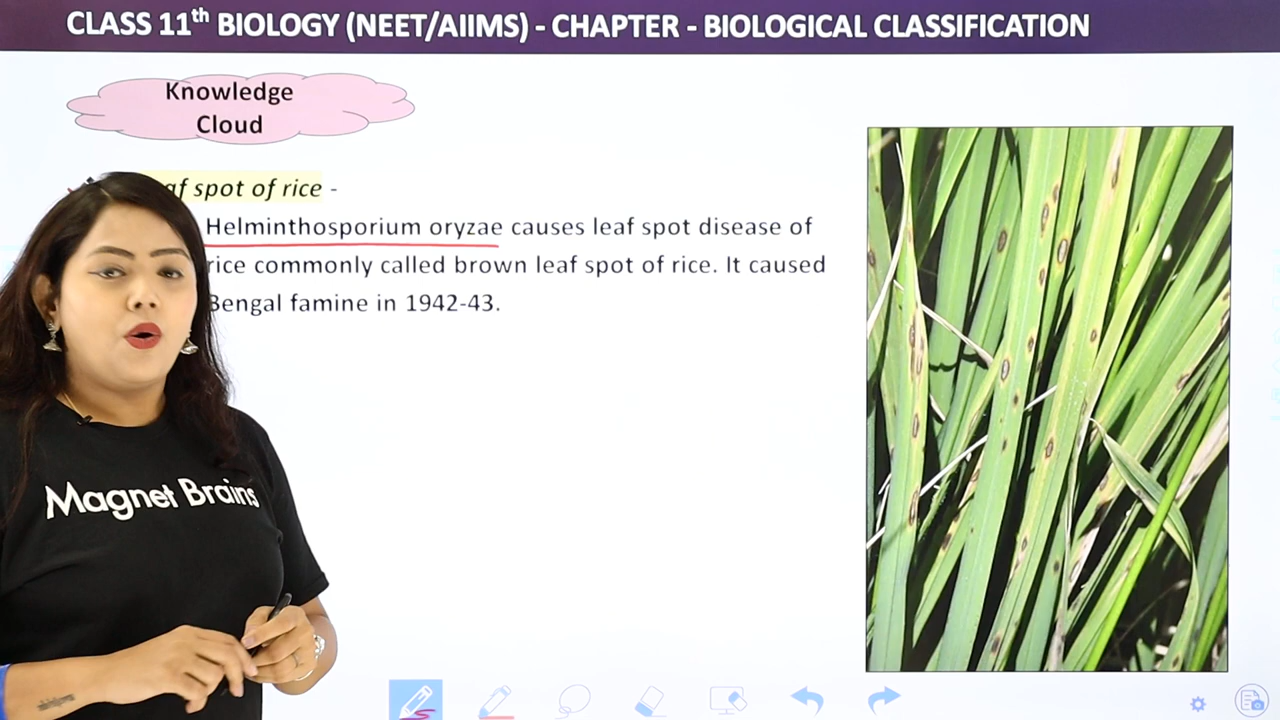 CLASS 11th BIOLOGY (NEET/AIIMS) - CHAPTER - BIOLOGICAL CLASSIFICATION
Knowledge
Cloud
spot of rice -
Helminthosporium oryzae causes leaf spot disease of
rice commonly called brown leaf spot of rice. It caused
Bengal famine in 1942-43.
Magnet Brains